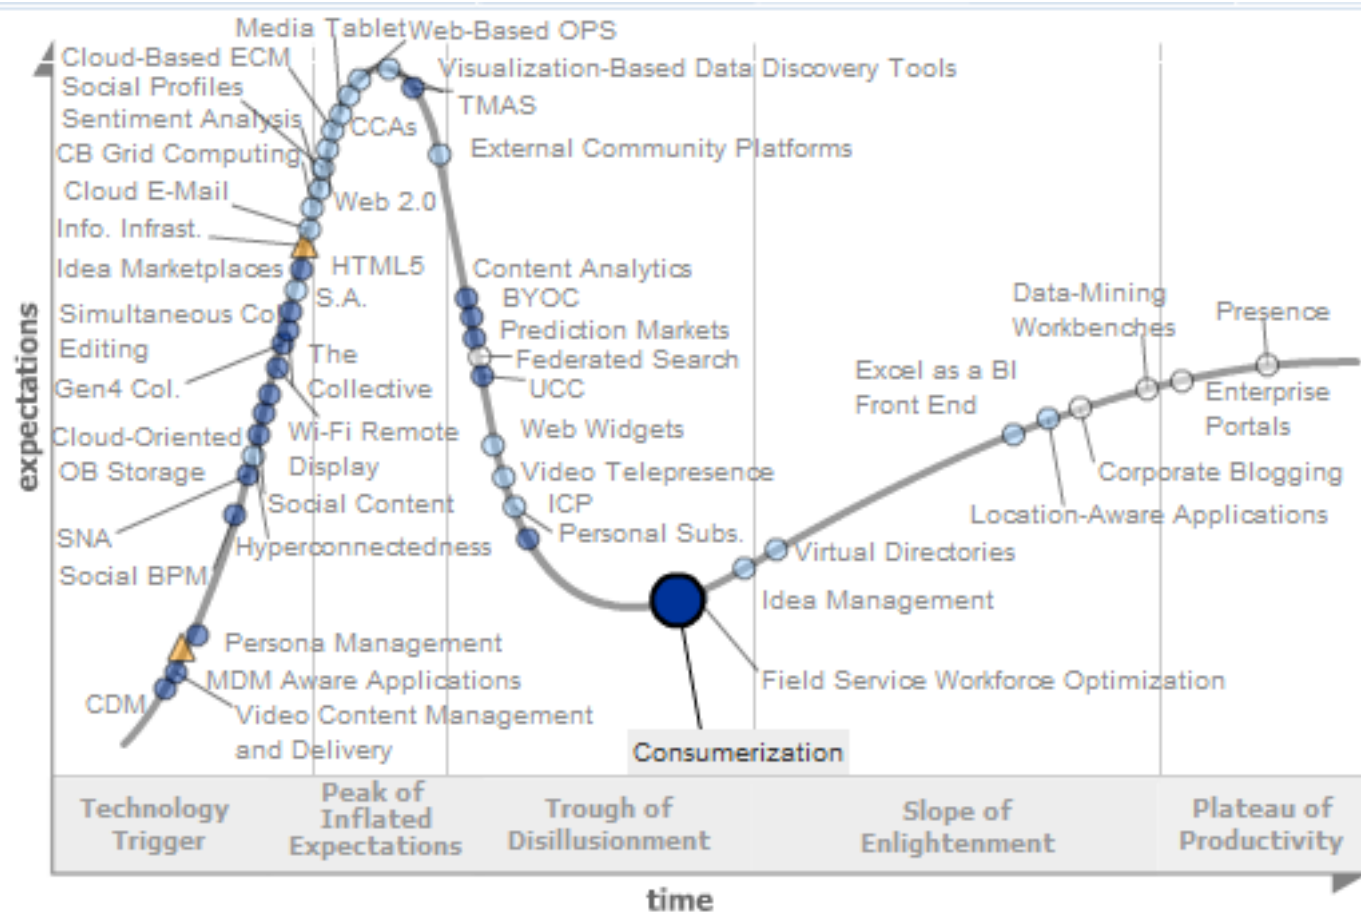 Media Tablet
Web-Based OPS
Cloud-Based ECM
Visualization-Based Data Discovery Tools
Social Profiles
TMAS
Sentiment Analysis
CCAs
CB Grid Computing
External Community Platforms
Cloud E-Mail
Web 2.0
Info. Infrast.
Idea Marketplaces
HTML5
Content Analytics
S.A.
BYOC
Simultaneous Co
Editing
Prediction Markets
The
Collective
Federated Search
Gen4 Col.
UCC
Data-Mining
Workbenches
Presence
Excel as a BI
Front End
Enterprise
Portals
Cloud-Oriented
OB Storage
Wi-Fi Remote
Display
Web Widgets
Video Telepresence
Corporate Blogging
Social Content
ICP
Location-Aware Applications
SNA
Hyperconnectedness
Personal Subs.
Virtual Directories
Social BPM
Idea Management
Persona Management
MDM Aware Applications
Field Service Workforce Optimization
CDM
Video Content Management
and Delivery
Consumerization
expectations
Technology
Trigger
Peak of
Inflated
Expectations
Trough of
Disillusionment
Slope of
Enlightenment
Plateau of
Productivity
time